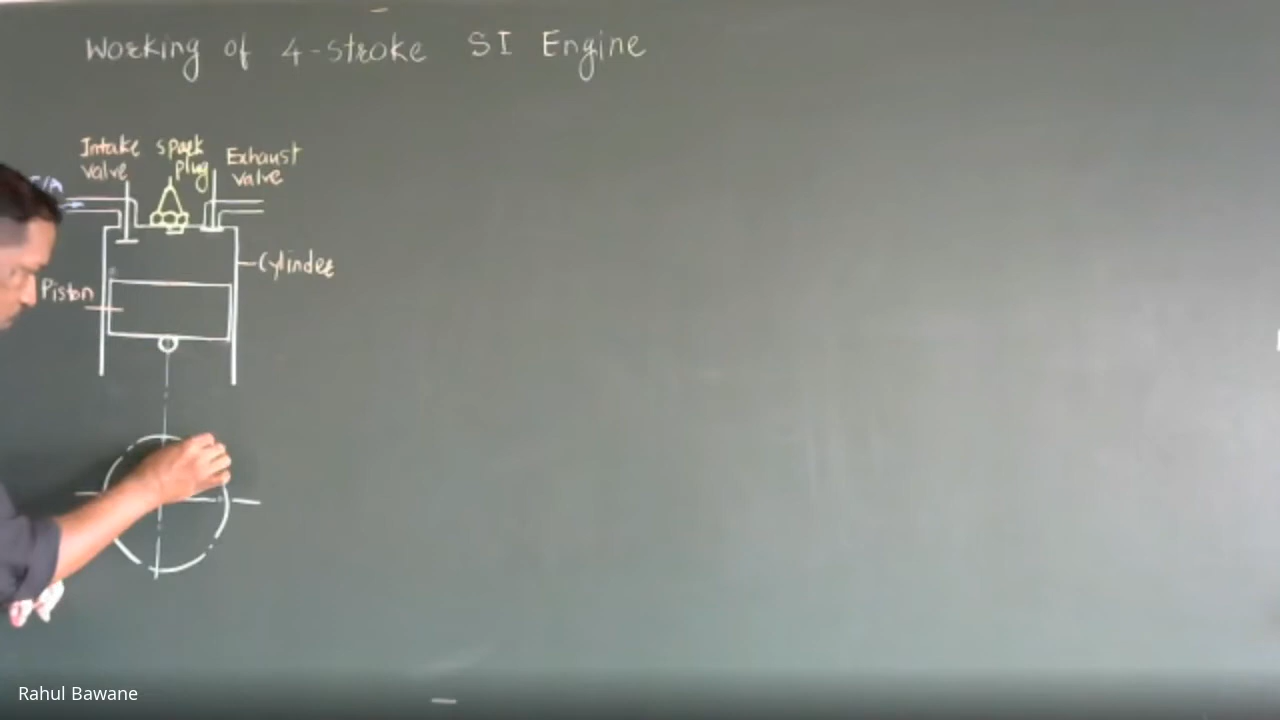 Working of 4-stroke SI Engine
Intake
valve
spark
plug
Exhaust
valve
Cylinder
Piston
Rahul Bawane